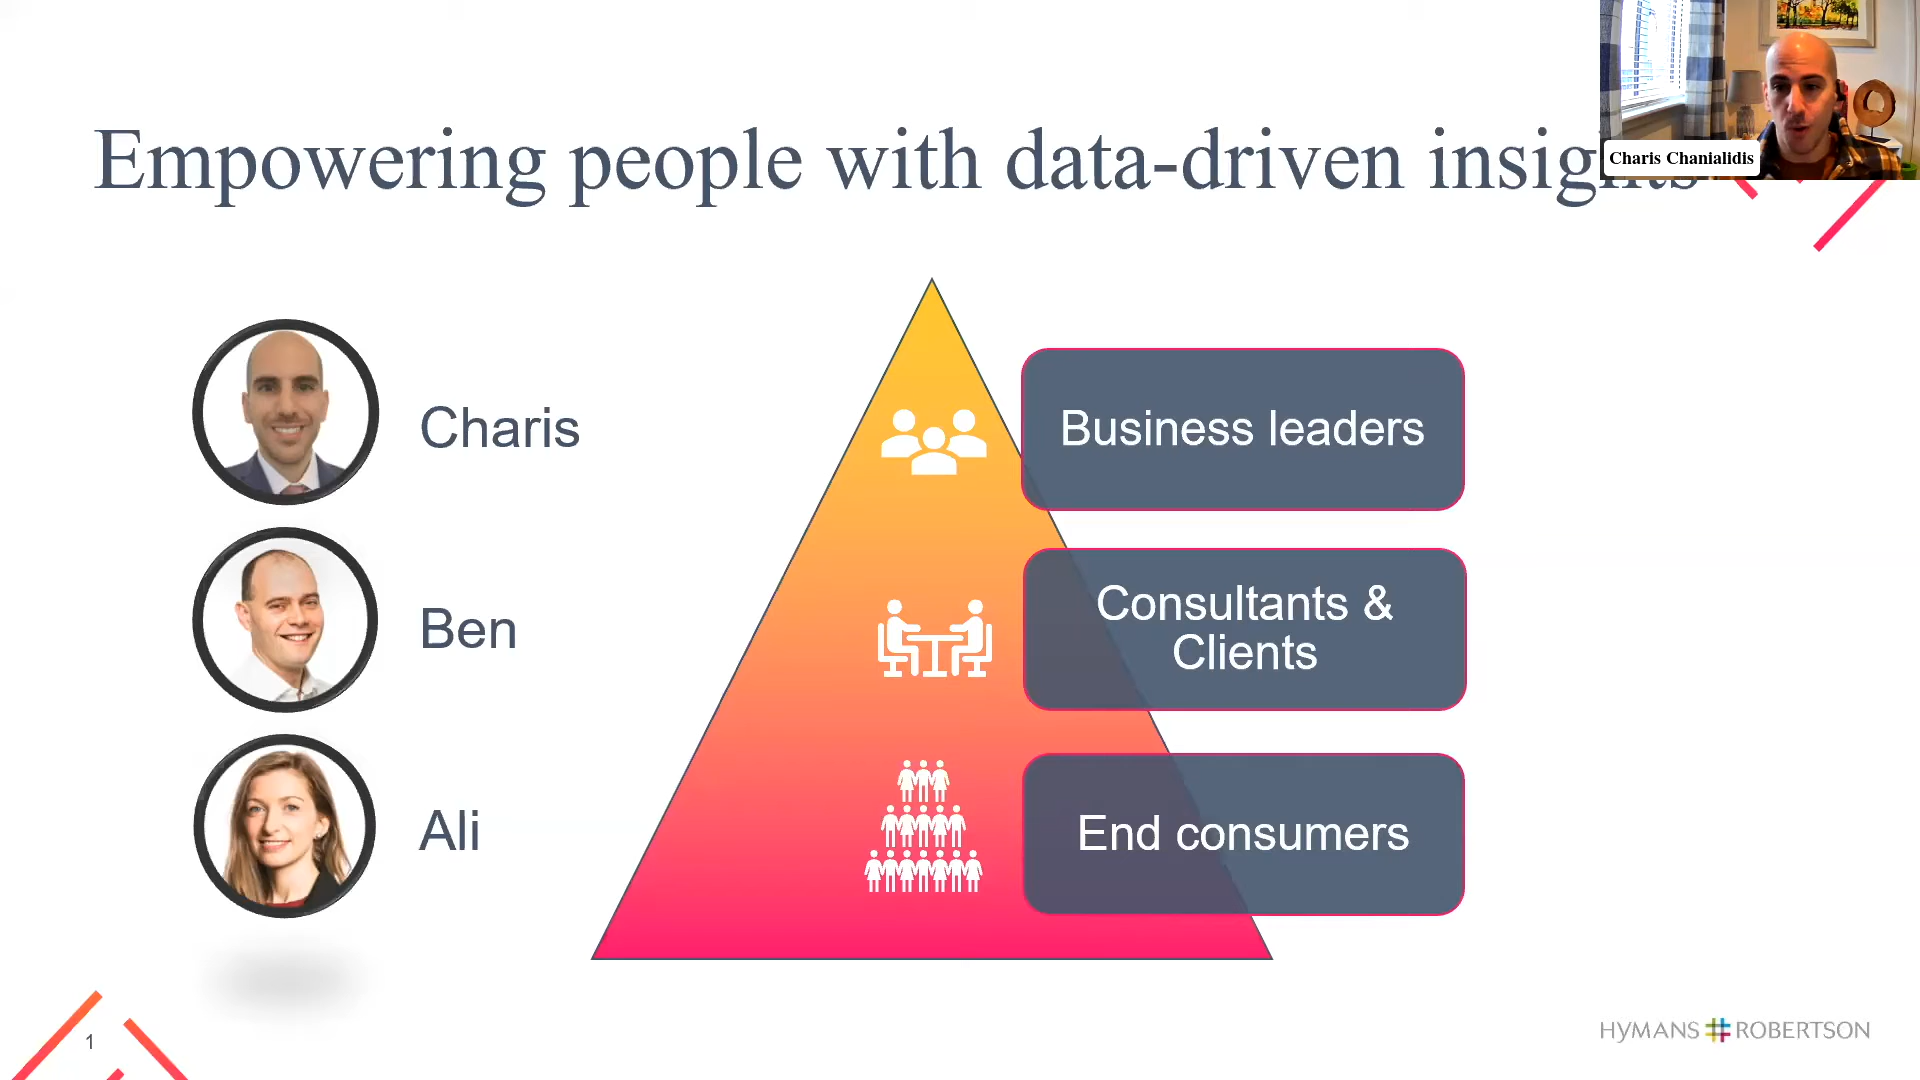 Empowering people with data-driven insights
Charis Chanialidis
Charis
Business leaders
Ben
Consultants &
Clients
Ali
End consumers
1
HYMANS # ROBERTSON